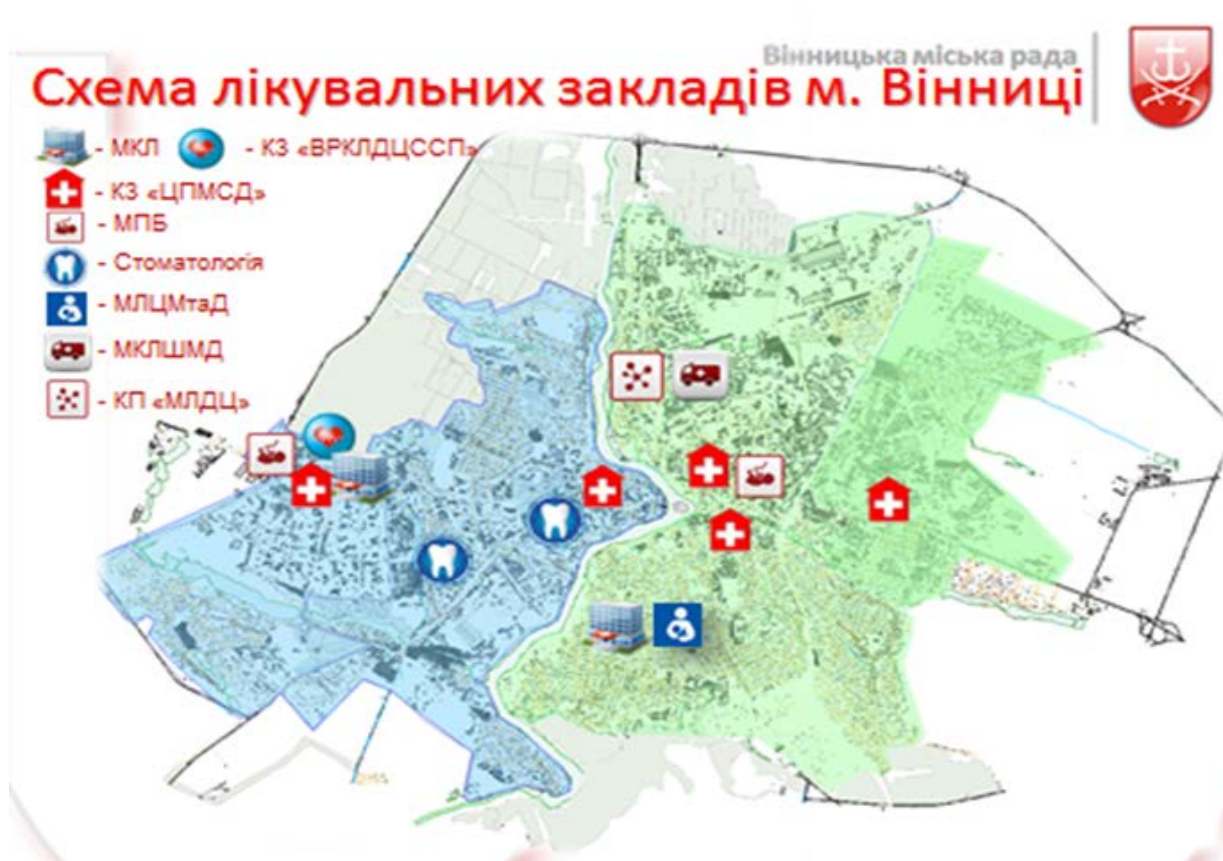 Вінницька міська рада
Схема лікувальних закладів м. Вінниці
- МКЛ - КЗ «ВРКЛДЦССП»
- КЗ «ЦПМСД»
- МПБ
- Стоматологія
- МЛЦМтаД
- МКЛШМД
- КП «МЛДЦ»